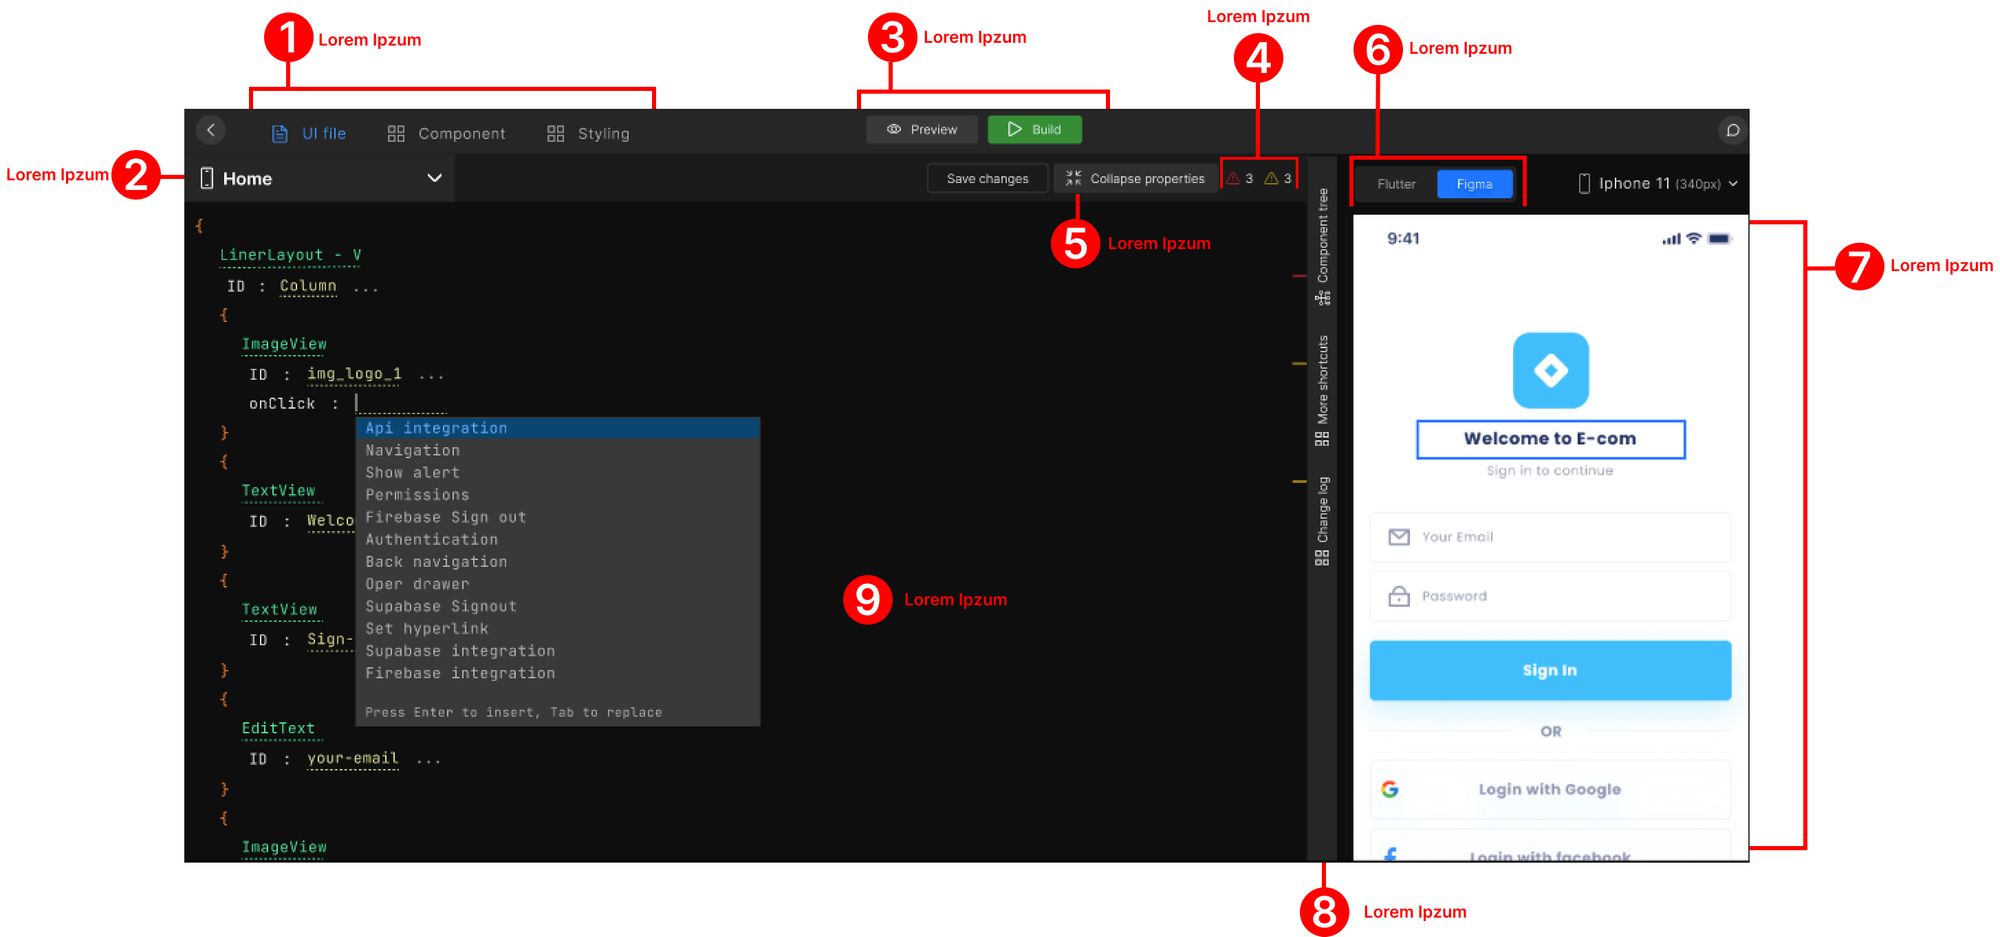 1 Lorem Ipzum
3 Lorem Ipzum
Lorem Ipzum
4
6 Lorem Ipzum
UI file
Component
Styling
Preview
Build
Lorem Ipzum 2
Home
Save changes
Collapse properties
3
3
Flutter
Figma
Iphone 11 (340px)
5 Lorem Ipzum
{
LinerLayout - V
ID : Column ...
{
ImageView
ID : img_logo_1 ...
onClick :
Api integration
Navigation
Show alert
Permissions
Firebase Sign out
Authentication
Back navigation
Oper drawer
Supabase Signout
Set hyperlink
Supabase integration
Firebase integration
Press Enter to insert, Tab to replace
}
{
TextView
ID : Welco
}
{
TextView
ID : Sign-
}
{
EditText
ID : your-email ...
}
{
ImageView
9 Lorem Ipzum
Component tree
More shortcuts
Change log
9:41
Welcome to E-com
Sign in to continue
Your Email
Password
Sign In
OR
Login with Google
Login with facebook
7 Lorem Ipzum
8 Lorem Ipzum